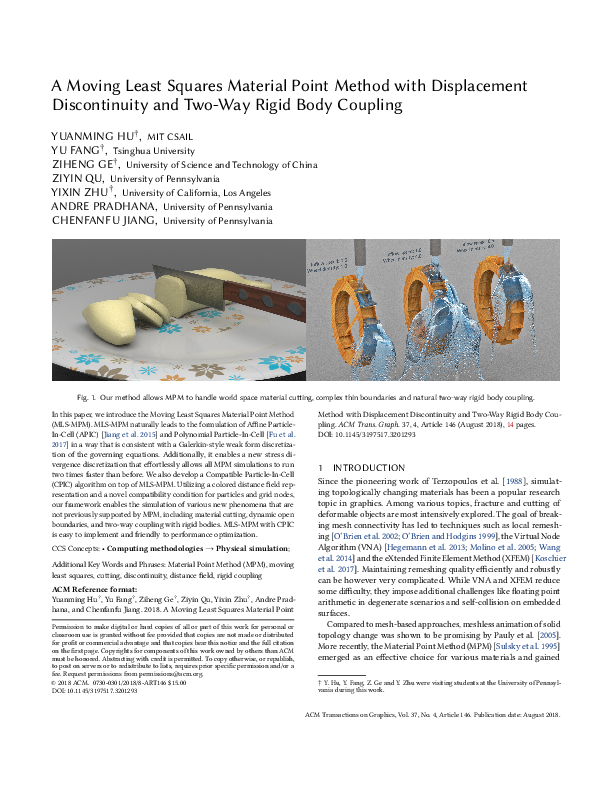 A Moving Least Squares Material Point Method with Displacement
Discontinuity and Two-Way Rigid Body Coupling
YUANMING HU†, MIT CSAIL
YU FANG†, Tsinghua University
ZIHENG GE†, University of Science and Technology of China
ZIYIN QU, University of Pennsylvania
YIXIN ZHU†, University of California, Los Angeles
ANDRE PRADHANA, University of Pennsylvania
CHENFANFU JIANG, University of Pennsylvania
Fig. 1. Our method allows MPM to handle world space material cutting, complex thin boundaries and natural two-way rigid body coupling.
In this paper, we introduce the Moving Least Squares Material Point Method
(MLS-MPM). MLS-MPM naturally leads to the formulation of Affine Particle-
In-Cell (APIC) [Jiang et al. 2015] and Polynomial Particle-In-Cell [Fu et al.
2017] in a way that is consistent with a Galerkin-style weak form discretiza-
tion of the governing equations. Additionally, it enables a new stress di-
vergence discretization that effortlessly allows all MPM simulations to run
two times faster than before. We also develop a Compatible Particle-In-Cell
(CPIC) algorithm on top of MLS-MPM. Utilizing a colored distance field rep-
resentation and a novel compatibility condition for particles and grid nodes,
our framework enables the simulation of various new phenomena that are
not previously supported by MPM, including material cutting, dynamic open
boundaries, and two-way coupling with rigid bodies. MLS-MPM with CPIC
is easy to implement and friendly to performance optimization.
CCS Concepts: • Computing methodologies → Physical simulation;
Additional Key Words and Phrases: Material Point Method (MPM), moving
least squares, cutting, discontinuity, distance field, rigid coupling
ACM Reference format:
Yuanming Hu†, Yu Fang†, Ziheng Ge†, Ziyin Qu, Yixin Zhu†, Andre Prad-
hana, and Chenfanfu Jiang. 2018. A Moving Least Squares Material Point
Permission to make digital or hard copies of all or part of this work for personal or
classroom use is granted without fee provided that copies are not made or distributed
for profit or commercial advantage and that copies bear this notice and the full citation
on the first page. Copyrights for components of this work owned by others than ACM
must be honored. Abstracting with credit is permitted. To copy otherwise, or republish,
to post on servers or to redistribute to lists, requires prior specific permission and/or a
fee. Request permissions from permissions@acm.org.
© 2018 ACM. 0730-0301/2018/8-ART146 $15.00
DOI: 10.1145/3197517.3201293
Method with Displacement Discontinuity and Two-Way Rigid Body Cou-
pling. ACM Trans. Graph. 37, 4, Article 146 (August 2018), 14 pages.
DOI: 10.1145/3197517.3201293
1 INTRODUCTION
Since the pioneering work of Terzopoulos et al. [1988], simulat-
ing topologically changing materials has been a popular research
topic in graphics. Among various topics, fracture and cutting of
deformable objects are most intensively explored. The goal of break-
ing mesh connectivity has led to techniques such as local remesh-
ing [O'Brien et al. 2002; O'Brien and Hodgins 1999], the Virtual Node
Algorithm (VNA) [Hegemann et al. 2013; Molino et al. 2005; Wang
et al. 2014] and the eXtended Finite Element Method (XFEM) [Koschier
et al. 2017]. Maintaining remeshing quality efficiently and robustly
can be however very complicated. While VNA and XFEM reduce
some difficulty, they impose additional challenges like floating point
arithmetic in degenerate scenarios and self-collision on embedded
surfaces.
Compared to mesh-based approaches, meshless animation of solid
topology change was shown to be promising by Pauly et al. [2005].
More recently, the Material Point Method (MPM) [Sulsky et al. 1995]
emerged as an effective choice for various materials and gained
† Y. Hu, Y. Fang, Z. Ge and Y. Zhu were visiting students at the University of Pennsyl-
vania during this work.
ACM Transactions on Graphics, Vol. 37, No. 4, Article 146. Publication date: August 2018.